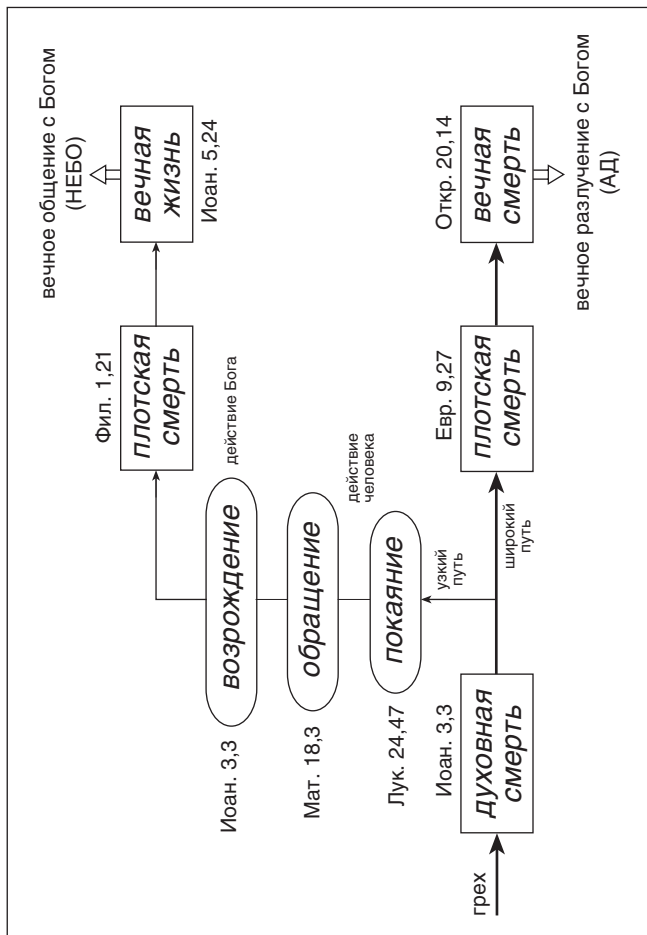 вечное общение с Богом
(НЕБО)
Фил. 1,21
плотская
смерть
вечная
жизнь
Иоан. 5,24
Иоан. 3,3
возрождение
действие Бога
Мат. 18,3
обращение
действие
человека
Лук. 24,47
покаяние
узкий
путь
грех
Иоан. 3,3
духовная
смерть
широкий
путь
Евр. 9,27
плотская
смерть
Откр. 20,14
вечная
смерть
вечное разлучение с Богом
(АД)